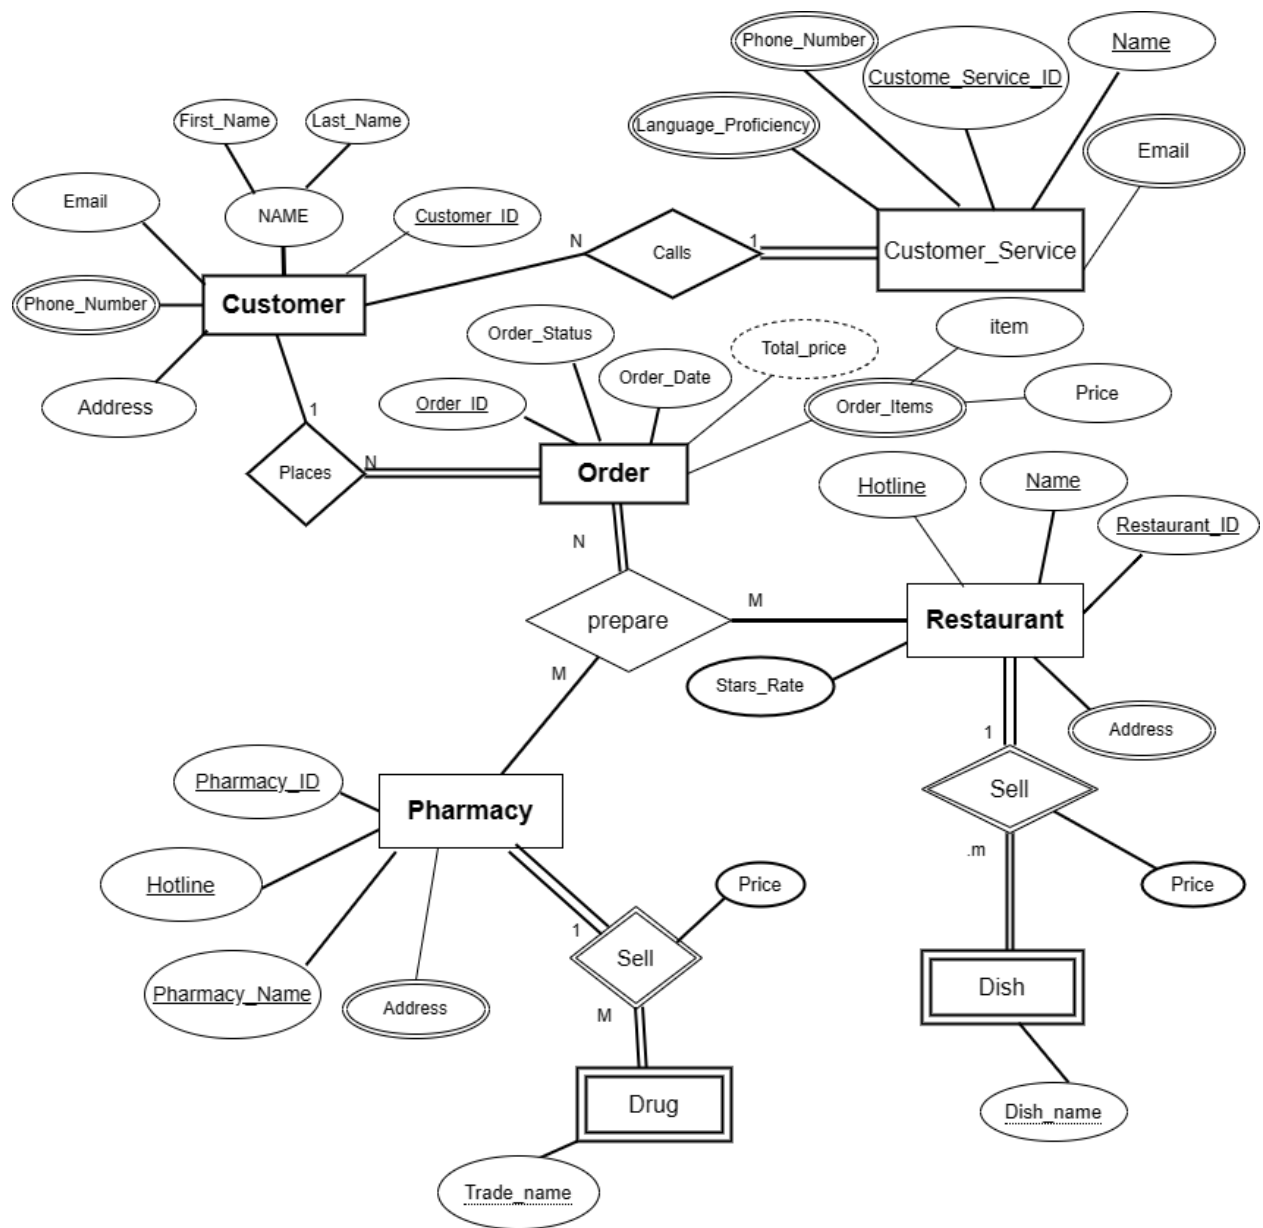 Phone_Number
Name
Custome_Service_ID
Language_Proficiency
Email
First_Name
Last_Name
Email
NAME
Customer_ID
Phone_Number
Customer
Address
N
Calls
1
Customer_Service
Order_Status
Total_price
item
Order_ID
Order_Date
Order_Items
Price
1
Places
N
Order
Hotline
Name
Restaurant_ID
N
prepare
M
Restaurant
M
Stars_Rate
Address
1
Sell
.m
Price
Dish
Dish_name
Pharmacy_ID
Pharmacy
Hotline
Pharmacy_Name
Address
Price
1
Sell
M
Drug
Trade_name